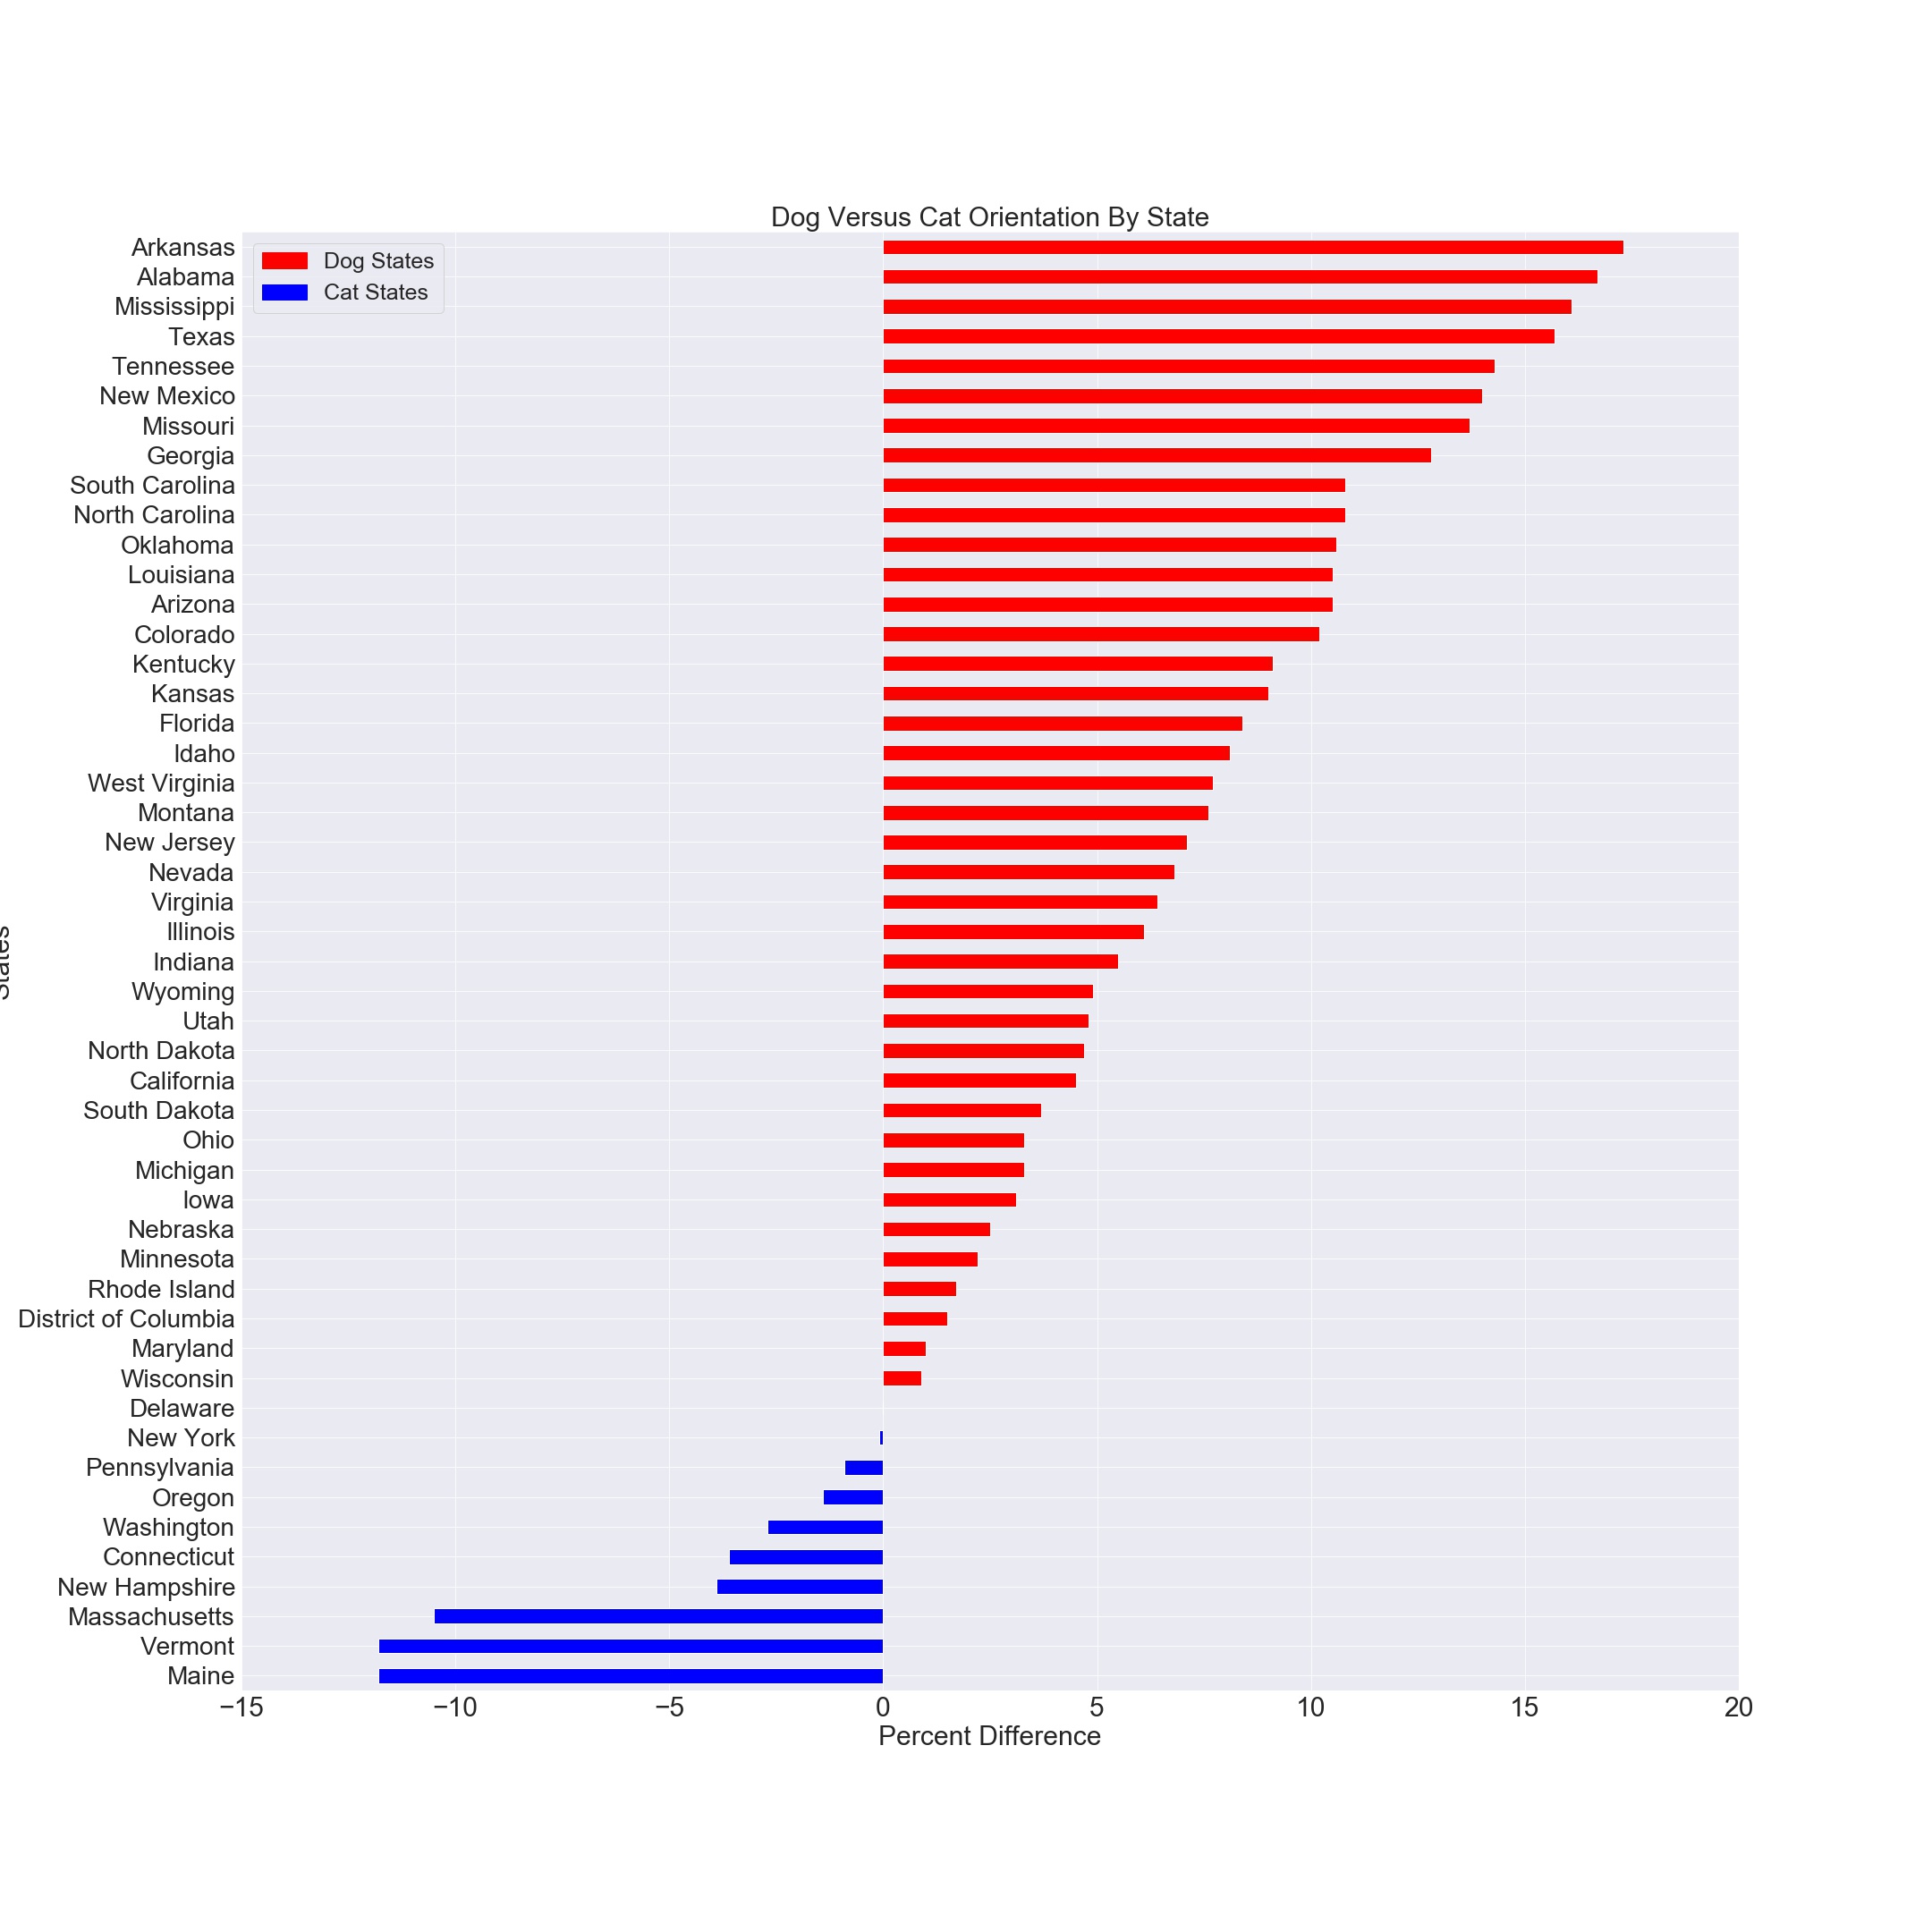 Dog Versus Cat Orientation By State
Dog States
Cat States
Arkansas
Alabama
Mississippi
Texas
Tennessee
New Mexico
Missouri
Georgia
South Carolina
North Carolina
Oklahoma
Louisiana
Arizona
Colorado
Kentucky
Kansas
Florida
Idaho
West Virginia
Montana
New Jersey
Nevada
Virginia
Illinois
Indiana
Wyoming
Utah
North Dakota
California
South Dakota
Ohio
Michigan
Iowa
Nebraska
Minnesota
Rhode Island
District of Columbia
Maryland
Wisconsin
Delaware
New York
Pennsylvania
Oregon
Washington
Connecticut
New Hampshire
Massachusetts
Vermont
Maine
States
−15 −10 −5 0 5 10 15 20
Percent Difference